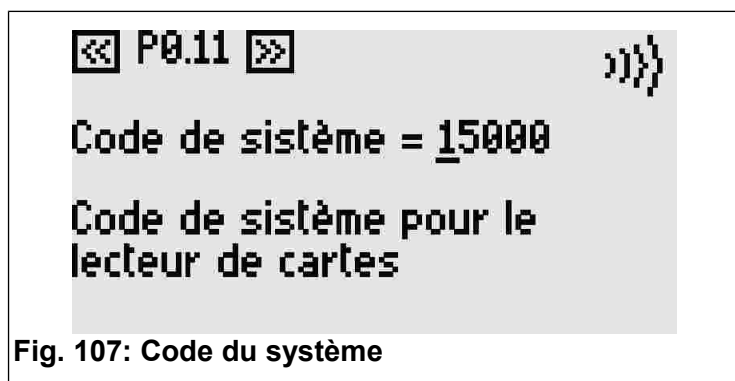 « P0.11 »
Code de sistème = 15000
Code de sistème pour le
lecteur de cartes
Fig. 107: Code du système